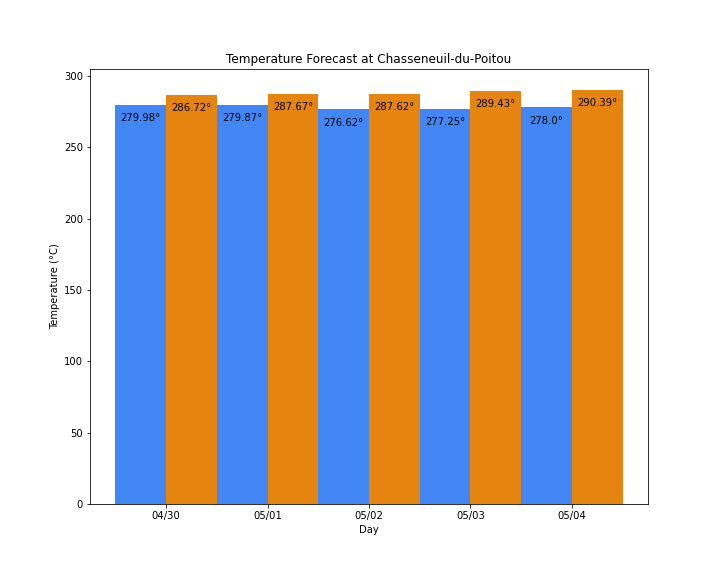 Temperature Forecast at Chasseneuil-du-Poitou
300
250
200
150
100
50
0
Temperature (°C)
279.98° 286.72° 279.87° 287.67° 276.62° 287.62° 277.25° 289.43° 278.0° 290.39°
04/30 05/01 05/02 05/03 05/04
Day